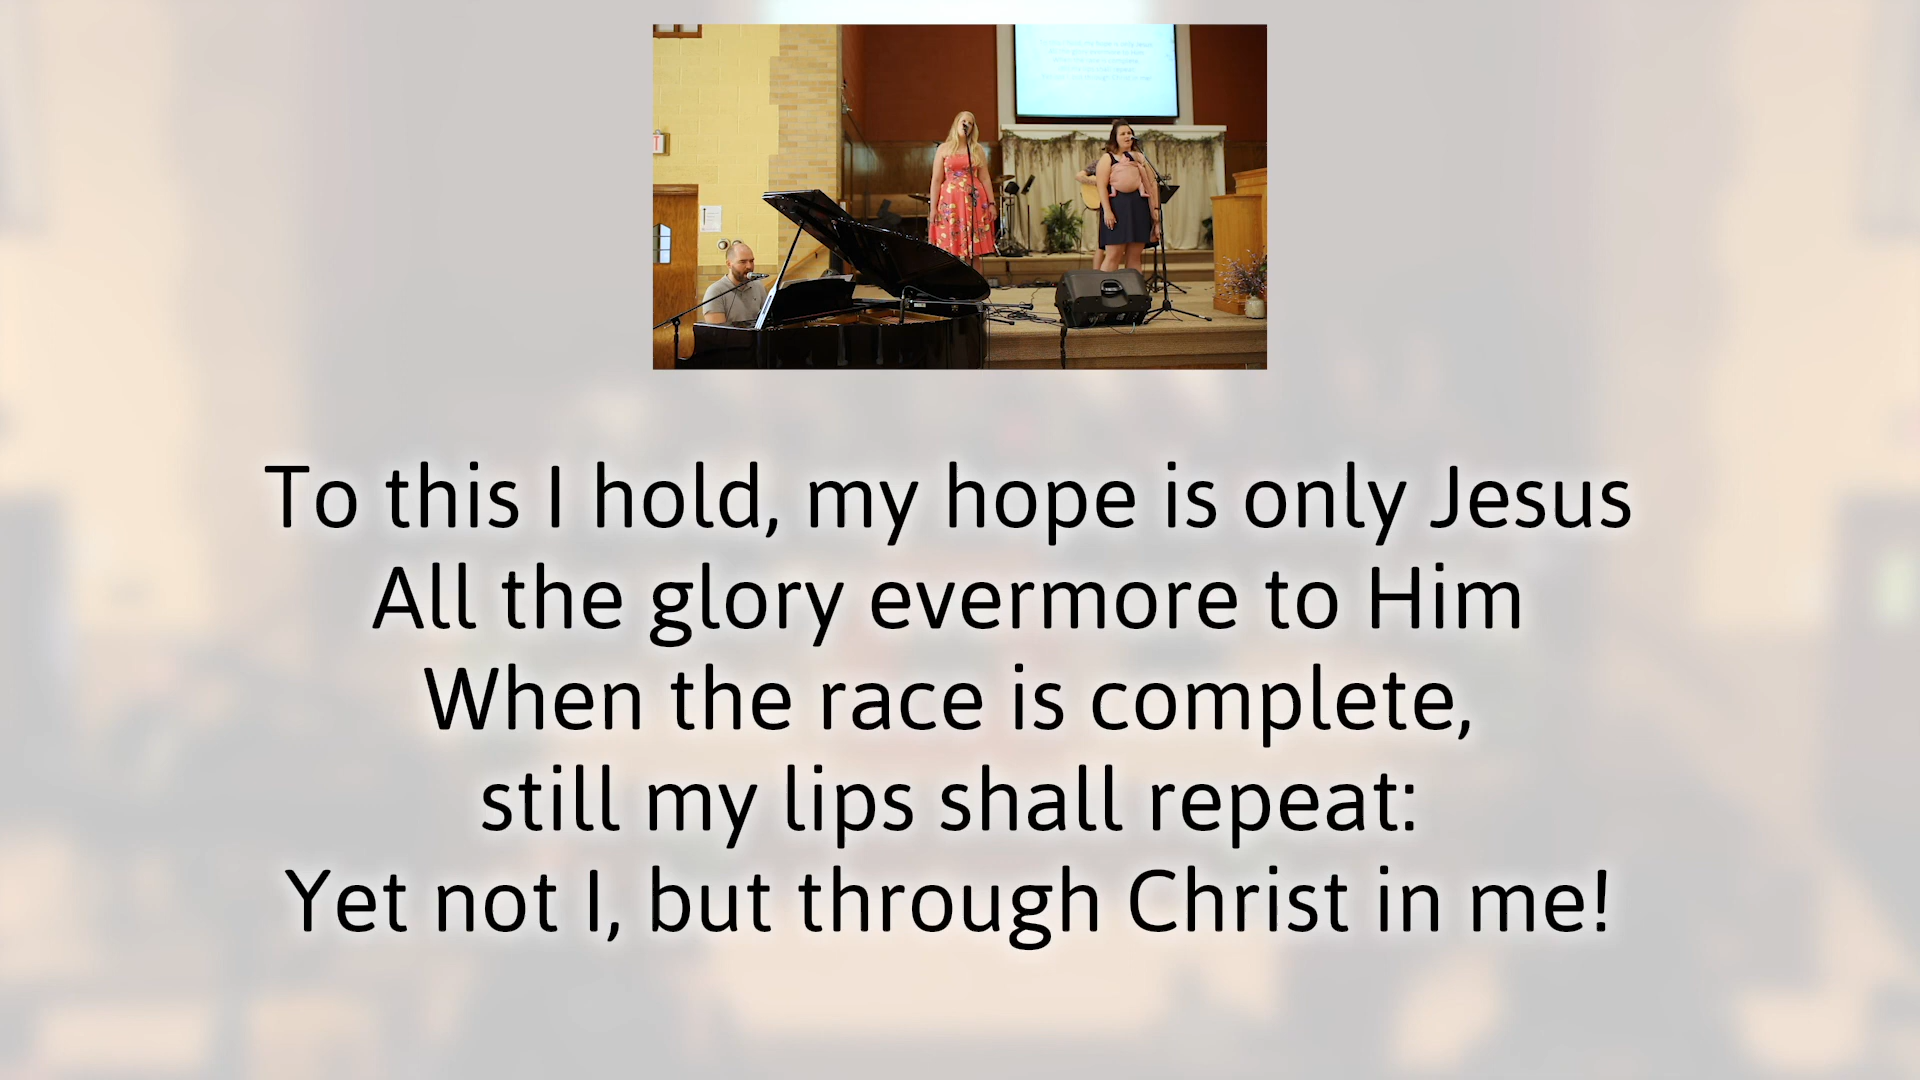 To this I hold, my hope is only Jesus
All the glory evermore to Him
When the race is complete,
still my lips shall repeat:
Yet not I, but through Christ in me!